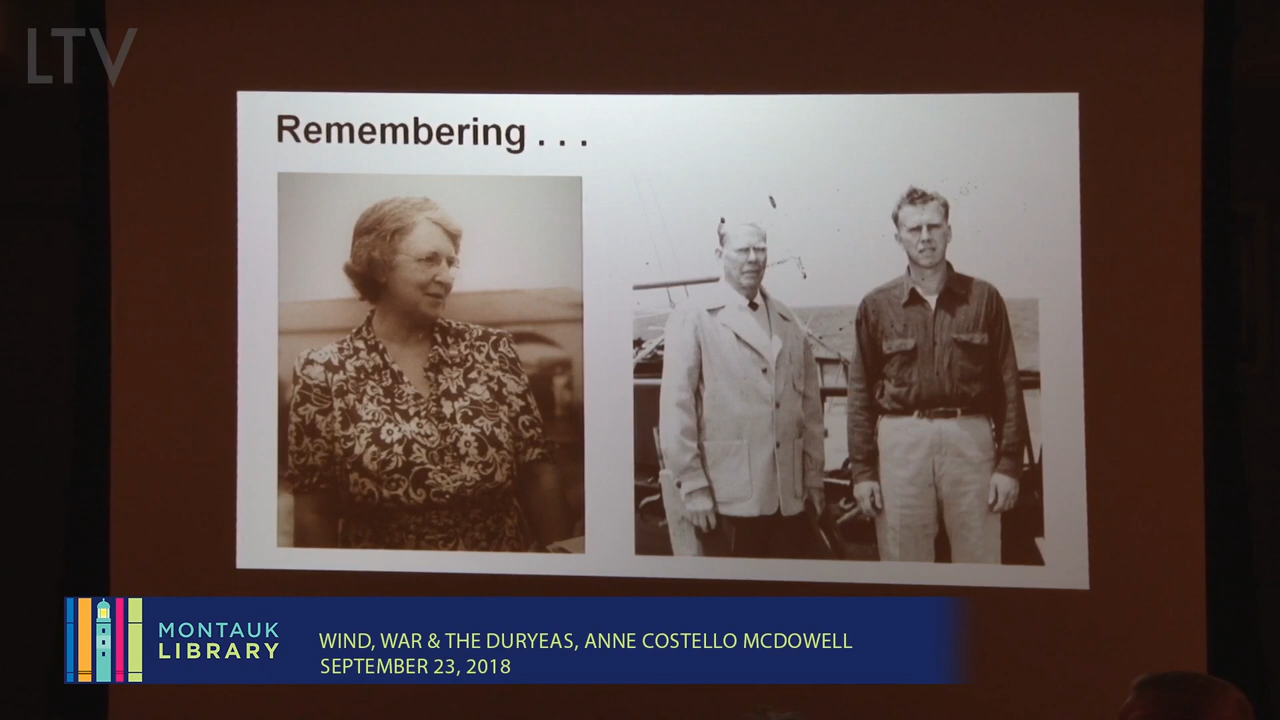 LTV
Remembering . . .
MONTAUK
LIBRARY
WIND, WAR & THE DURYEAS, ANNE COSTELLO MCDOWELL
SEPTEMBER 23, 2018